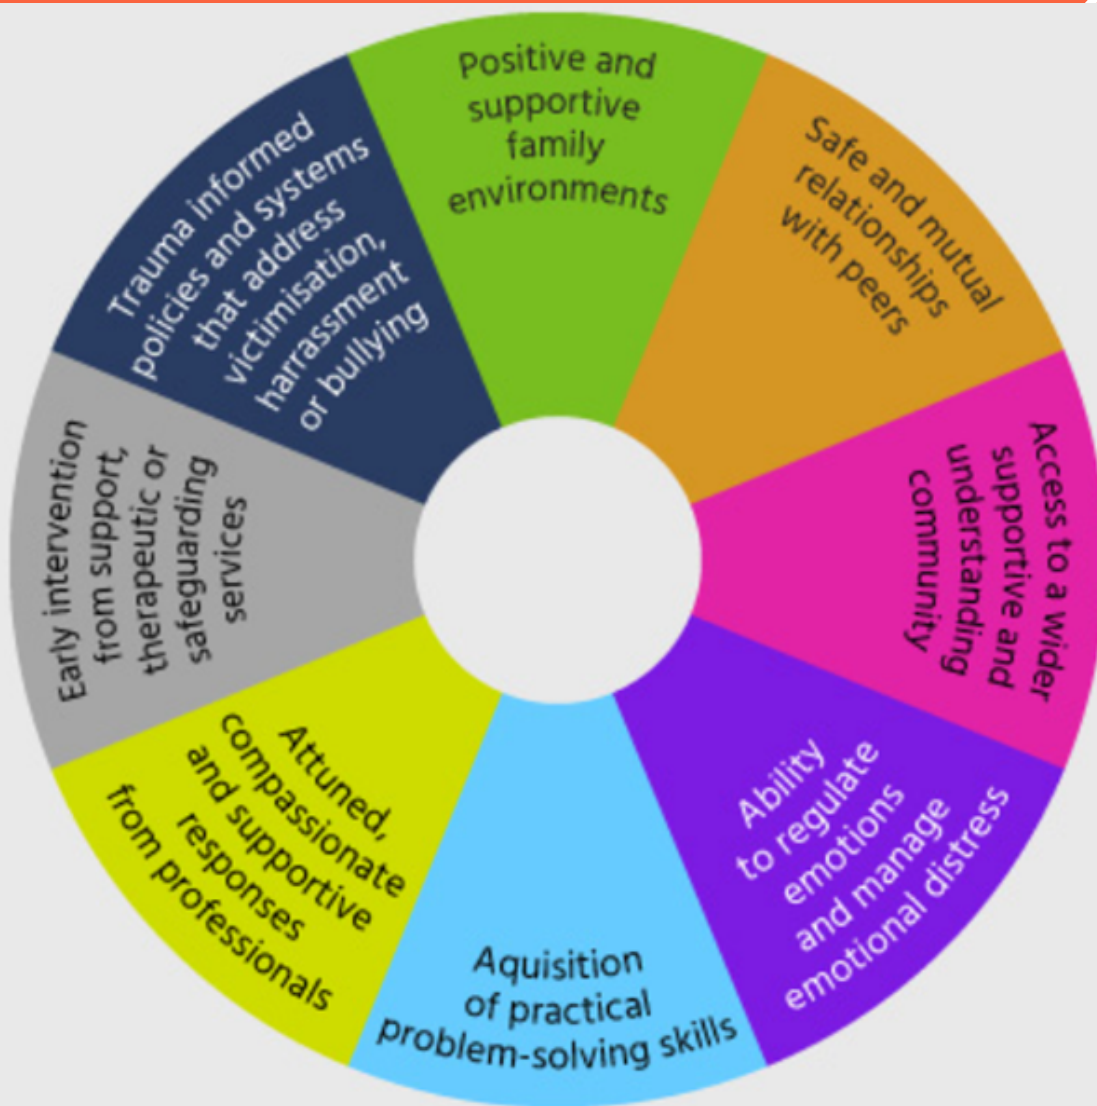 Positive and
supportive
family
environments
Safe and mutual
relationships
with peers
Access to a wider
supportive and
understanding
community
Ability
to regulate
emotions
and manage
emotional distress
Aquisition
of practical
problem-solving skills
Attuned,
compassionate
and supportive
responses
from professionals
Early intervention
from support,
therapeutic or
safeguarding
services
Trauma informed
policies and systems
that address
victimisation,
harrassment
or bullying